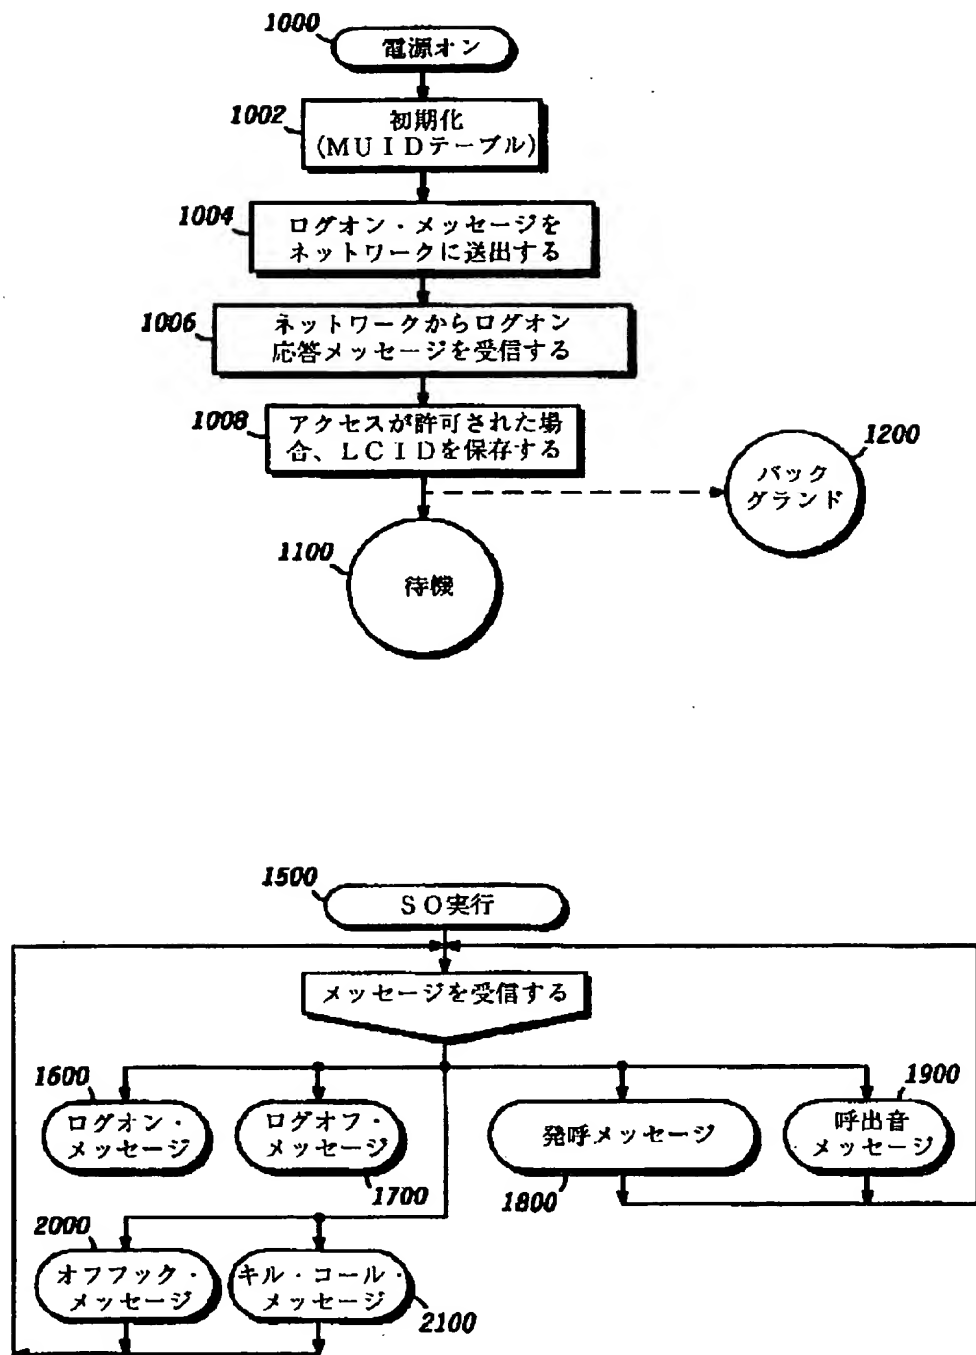 1000
電源オン
1002
初期化
(MUIDテーブル)
1004
ログオン・メッセージを
ネットワークに送出する
1006
ネットワークからログオン
応答メッセージを受信する
1008
アクセスが許可された場
合、LCIDを保存する
1200
バック
グランド
1100
待機
1500
SO実行
メッセージを受信する
1600
ログオン・
メッセージ
ログオフ・
メッセージ
1700
発呼メッセージ
1800
1900
呼出音
メッセージ
2000
オフフック・
メッセージ
キル・コール・
メッセージ
2100